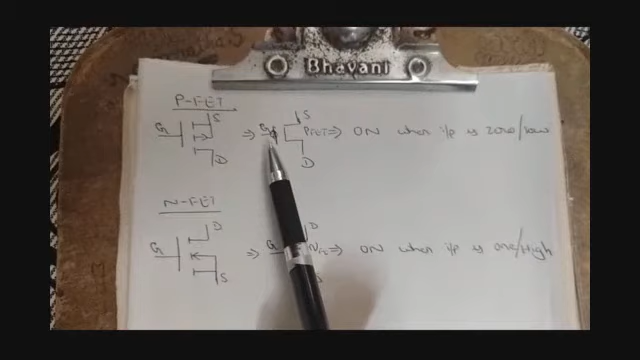 Bhavani
P-FET
S
G
D
⇒ G S D PFET ⇒ ON when i/p is zero/low
N-FET
D
G
S
⇒ G D N ⇒ ON when i/p is one/High